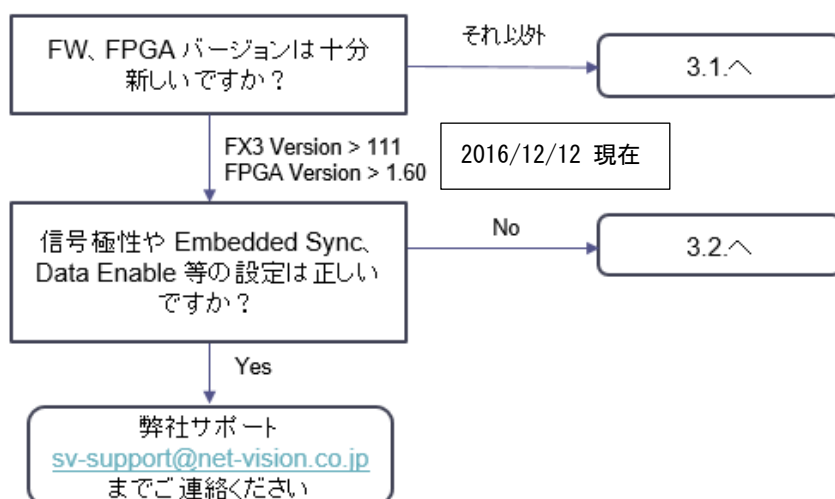 FW、FPGA バージョンは十分
新しいですか？
それ以外
3.1.へ
FX3 Version > 111
FPGA Version > 1.60
2016/12/12 現在
信号極性や Embedded Sync、
Data Enable 等の設定は正しい
ですか？
No
3.2.へ
Yes
弊社サポート
sv-support@net-vision.co.jp
までご連絡ください